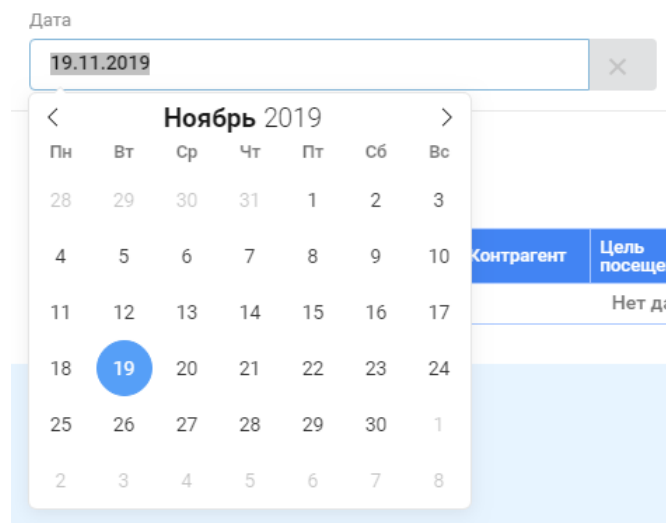 Дата
19.11.2019
Ноябрь 2019
Пн Вт Ср Чт Пт Сб Вс
28 29 30 31 1 2 3
4 5 6 7 8 9 10
Контрагент
Цель
посеще
11 12 13 14 15 16 17
Нет да
18 19 20 21 22 23 24
25 26 27 28 29 30 1
2 3 4 5 6 7 8